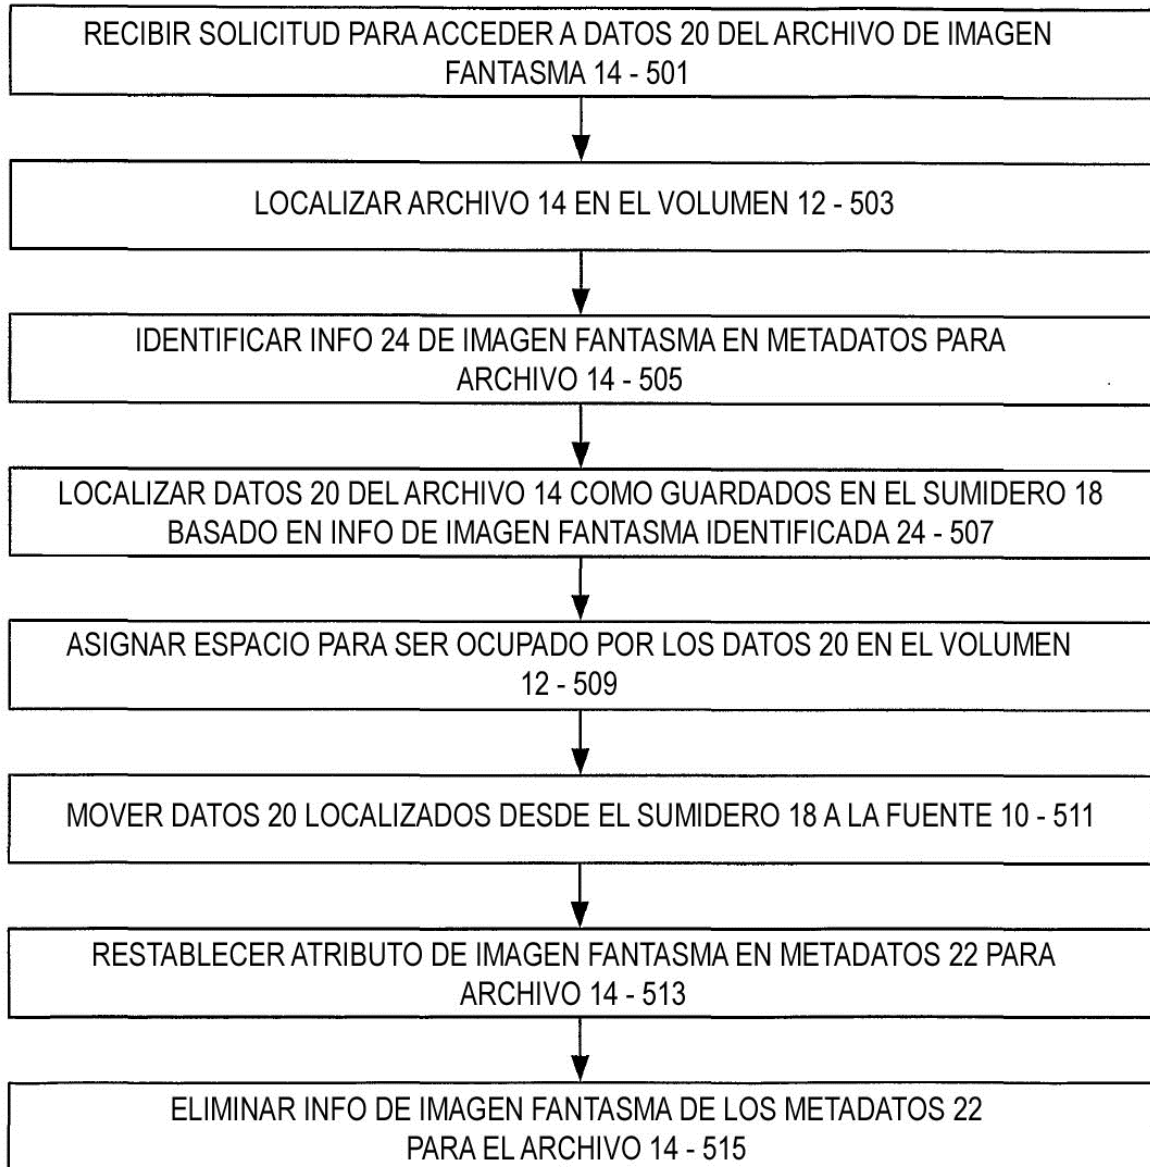 RECIBIR SOLICITUD PARA ACCEDER A DATOS 20 DEL ARCHIVO DE IMAGEN
FANTASMA 14 - 501
LOCALIZAR ARCHIVO 14 EN EL VOLUMEN 12 - 503
IDENTIFICAR INFO 24 DE IMAGEN FANTASMA EN METADATOS PARA
ARCHIVO 14 - 505
LOCALIZAR DATOS 20 DEL ARCHIVO 14 COMO GUARDADOS EN EL SUMIDERO 18
BASADO EN INFO DE IMAGEN FANTASMA IDENTIFICADA 24 - 507
ASIGNAR ESPACIO PARA SER OCUPADO POR LOS DATOS 20 EN EL VOLUMEN
12 - 509
MOVER DATOS 20 LOCALIZADOS DESDE EL SUMIDERO 18 A LA FUENTE 10 - 511
RESTABLECER ATRIBUTO DE IMAGEN FANTASMA EN METADATOS 22 PARA
ARCHIVO 14 - 513
ELIMINAR INFO DE IMAGEN FANTASMA DE LOS METADATOS 22
PARA EL ARCHIVO 14 - 515